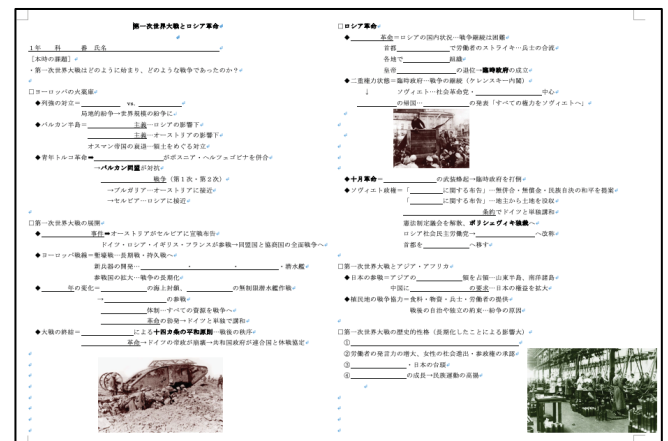 第一次世界大戦とロシア革命
1年 科 番 氏名
［本時の課題］
・第一次世界大戦はどのように始まり、どのような戦争であったのか？
□ヨーロッパの火薬庫
◆列強の対立＝ vs.
局地的紛争→世界規模の紛争に
◆バルカン半島＝ 主義…ロシアの影響下
主義…オーストリアの影響下
オスマン帝国の衰退…領土をめぐる対立
◆青年トルコ革命➡ がボスニア・ヘルツェゴビナを併合
→バルカン同盟が対抗
戦争（第1次・第2次）
→ブルガリア…オーストリアに接近
→セルビア…ロシアに接近
□第一次世界大戦の展開
◆ 事件➡オーストリアがセルビアに宣戦布告
ドイツ・ロシア・イギリス・フランスが参戦→同盟国と協商国の全面戦争へ
◆ヨーロッパ戦線＝塹壕戦…長期戦・持久戦へ
新兵器の開発… ・ ・ ・潜水艦
参戦国の拡大…戦争の長期化
◆ 年の変化＝ の海上封鎖、 の無制限潜水艦作戦
→ の参戦
体制…すべての資源を戦争へ
革命の勃発→ドイツと単独で講和
◆大戦の終結＝ による十四カ条の平和原則…戦後の秩序
革命→ドイツの帝政が崩壊→共和国政府が連合国と休戦協定
□ロシア革命
◆ 革命＝ロシアの国内状況…戦争継続は困難
首都 で労働者のストライキ…兵士の合流
各地で 組織
皇帝 の退位→臨時政府の成立
◆二重権力状態＝臨時政府…戦争の継続（ケレンスキー内閣）
↓ ソヴィエト…社会革命党・ 中心
の帰国… の発表「すべての権力をソヴィエトへ」
◆十月革命＝ の武装蜂起→臨時政府を打倒
◆ソヴィエト政権＝「 に関する布告」…無併合・無償金・民族自決の和平を提案
「 に関する布告」…地主から土地を没収
条約でドイツと単独講和
憲法制定議会を解散、ボリシェヴィキ独裁へ
ロシア社会民主労働党→ へ改称
首都を へ移す
□第一次世界大戦とアジア・アフリカ
◆日本の参戦＝アジアの 領を占領…山東半島、南洋諸島
中国に の要求…日本の権益を拡大
◆植民地の戦争協力＝食料・戦費・兵士・労働者の提供
戦後の自治や独立の約束…紛争の原因
□第一次世界大戦の歴史的性格（長期化したことによる影響大）
①
②労働者の発言力の増大、女性の社会進出・参政権の承認
③ ・日本の台頭
④ の成長→民族運動の高揚